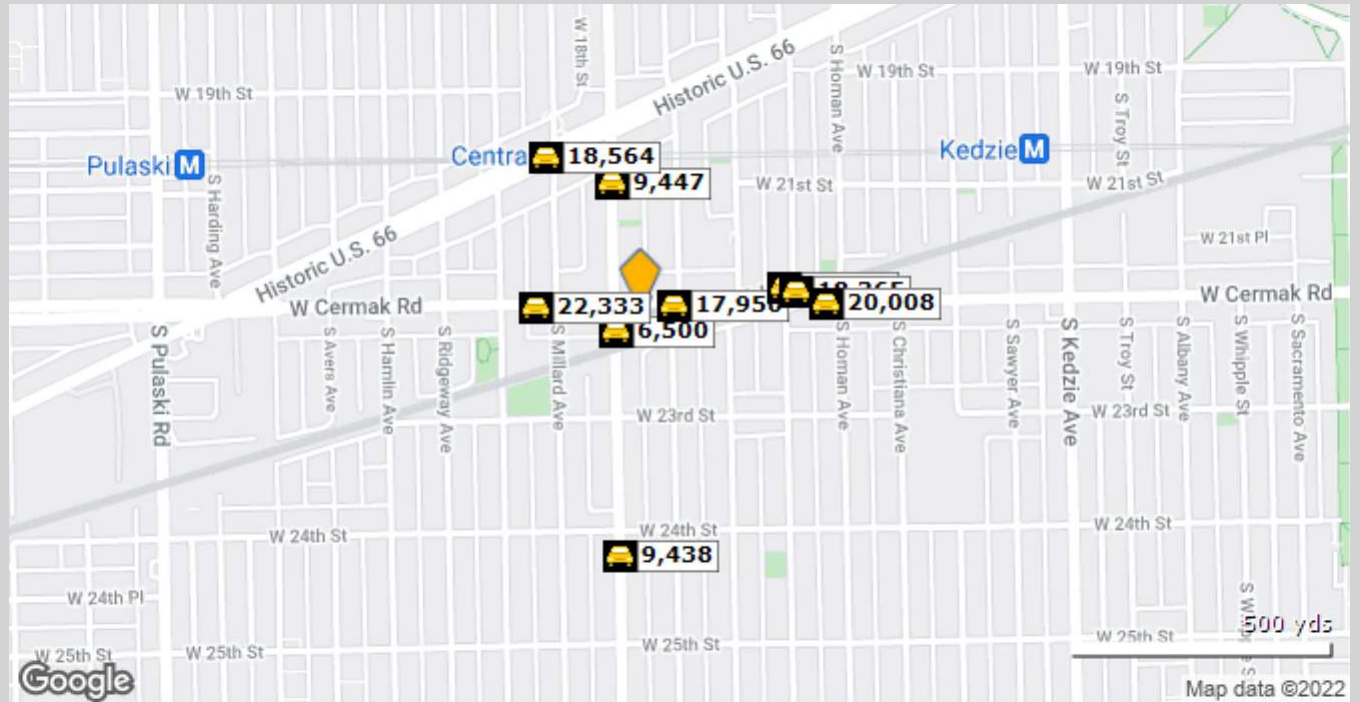 W 18th St
Historic U.S. 66
S Homan Ave
W 19th St
W 19th St
W 19th St
S Troy St
Pulaski M
Centra
18,564
Kedzie M
9,447
W 21st St
W 21st St
S Harding Ave
Historic U.S. 66
W 21st Pl
W Cermak Rd
22,333
17,950
18,265
20,008
W Cermak Rd
6,500
S Pulaski Rd
S Avers Ave
S Hamlin Ave
S Ridgeway Ave
S Millard Ave
S Homan Ave
S Christiana Ave
S Sawyer Ave
S Kedzie Ave
S Troy St
S Albany Ave
S Whipple St
S Sacramento Ave
W 23rd St
W 23rd St
W 24th St
W 24th St
W 24th St
9,438
W 24th Pl
500 yds
W 25th St
W 25th St
W 25th St
W 25th St
Google
Map data ©2022